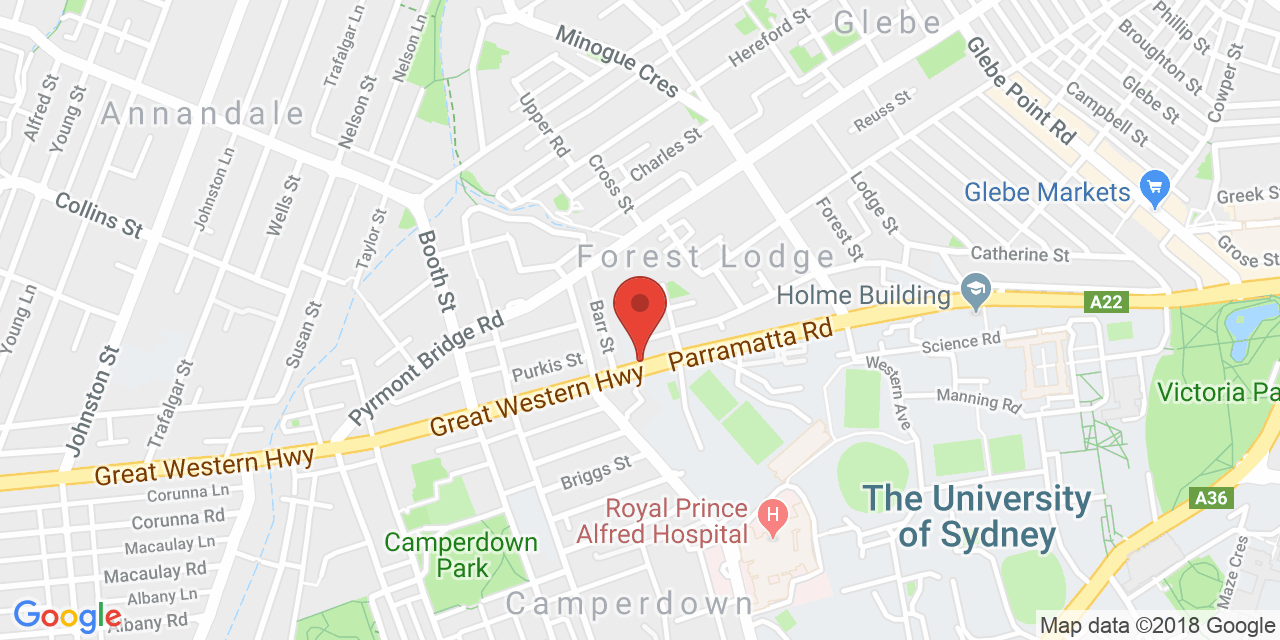 Trafalgar Ln
Nelson Ln
Minogue Cres
Hereford St
Glebe
Phillip St
Broughton St
Cowper St
Glebe St
Campbell St
Glebe Point Rd
Alfred St
Young St
Annandale
Nelson St
Upper Rd
Reuss St
Charles St
Johnston Ln
Wells St
Cross St
Lodge St
Glebe Markets
Greek S
Collins St
Taylor St
Forest St
Forest Lodge
Catherine St
Grose St
Booth St
Holme Building
A22
Young Ln
Susan St
Barr St
Pyrmont Bridge Rd
Parramatta Rd
Science Rd
Purkis St
Western Ave
Manning Rd
Victoria Pa
Johnston St
Trafalgar St
Great Western Hwy
Great Western Hwy
Corunna Ln
Briggs St
The University
of Sydney
A36
Corunna Rd
Royal Prince
Alfred Hospital
H
Macaulay Ln
Camperdown
Park
Macaulay Rd
Maze Cres
Albany Ln
Camperdown
Google
Albany Rd
Map data ©2018 Google